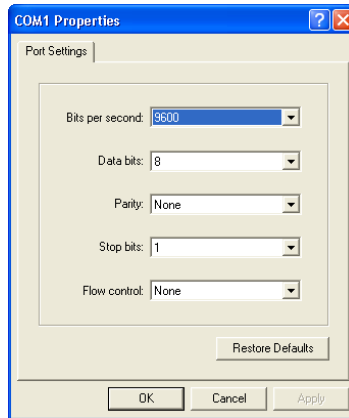 COM1 Properties
Port Settings
Bits per second: 9600
Data bits: 8
Parity: None
Stop bits: 1
Flow control: None
Restore Defaults
OK Cancel Apply